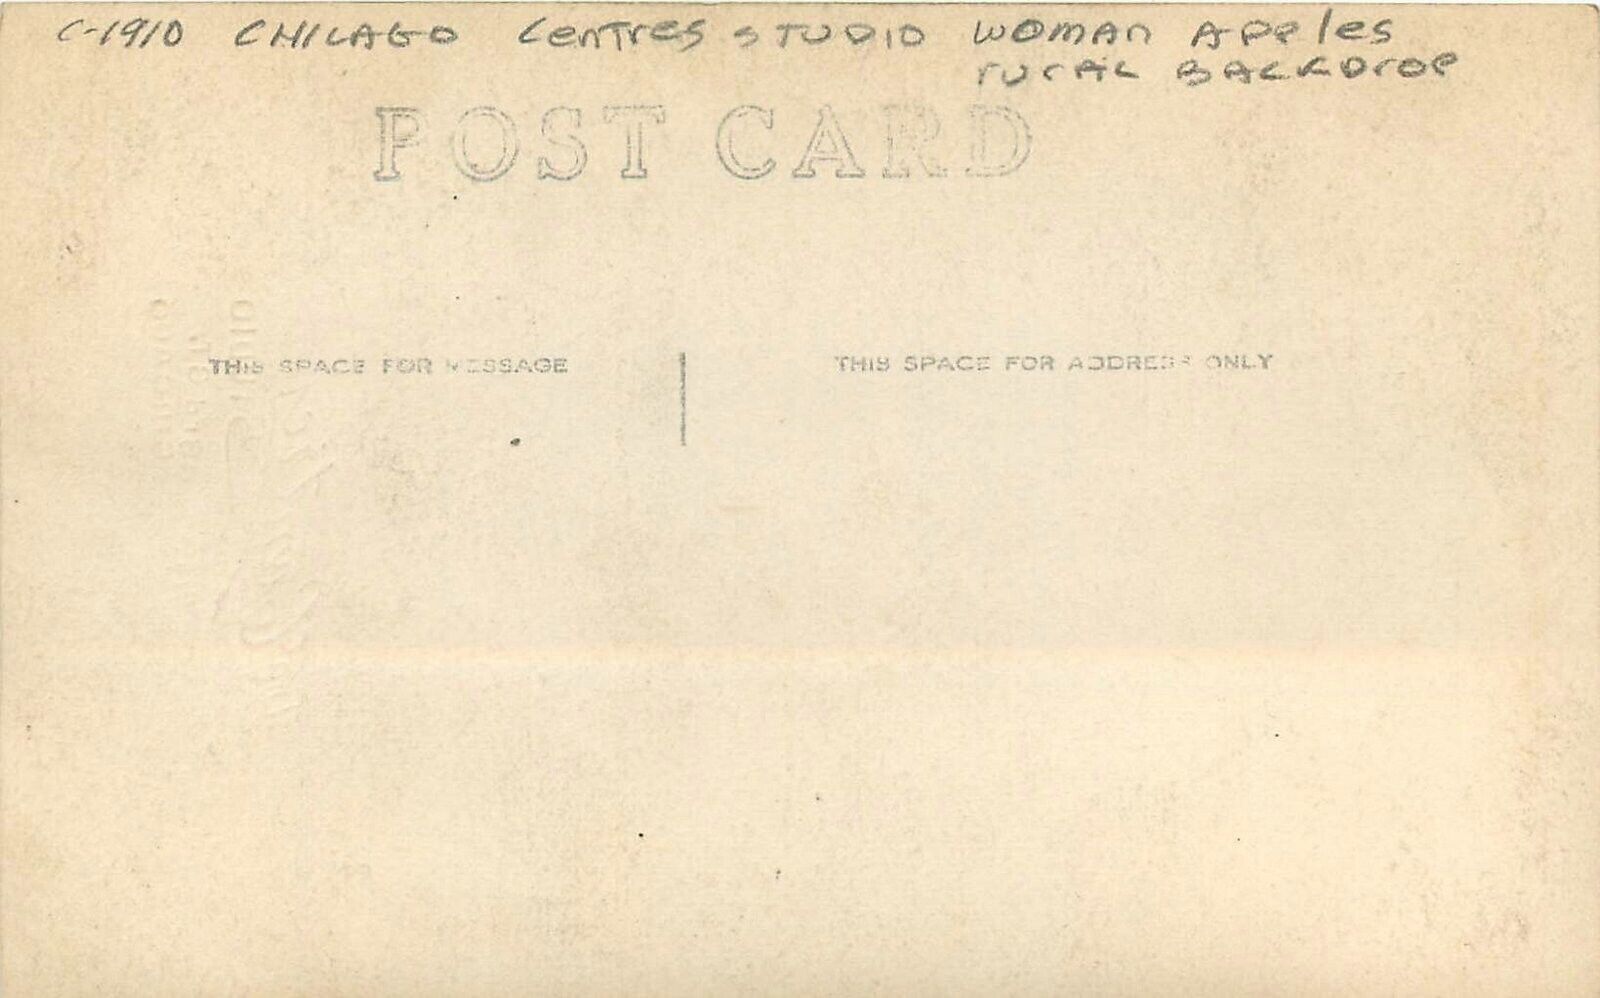 C-1910 CHICAGO Centres STUDIO WOMAN Apples
rurAL BACKDrop
POST CARD
THIS SPACE FOR MESSAGE
THIS SPACE FOR ADDRESS ONLY